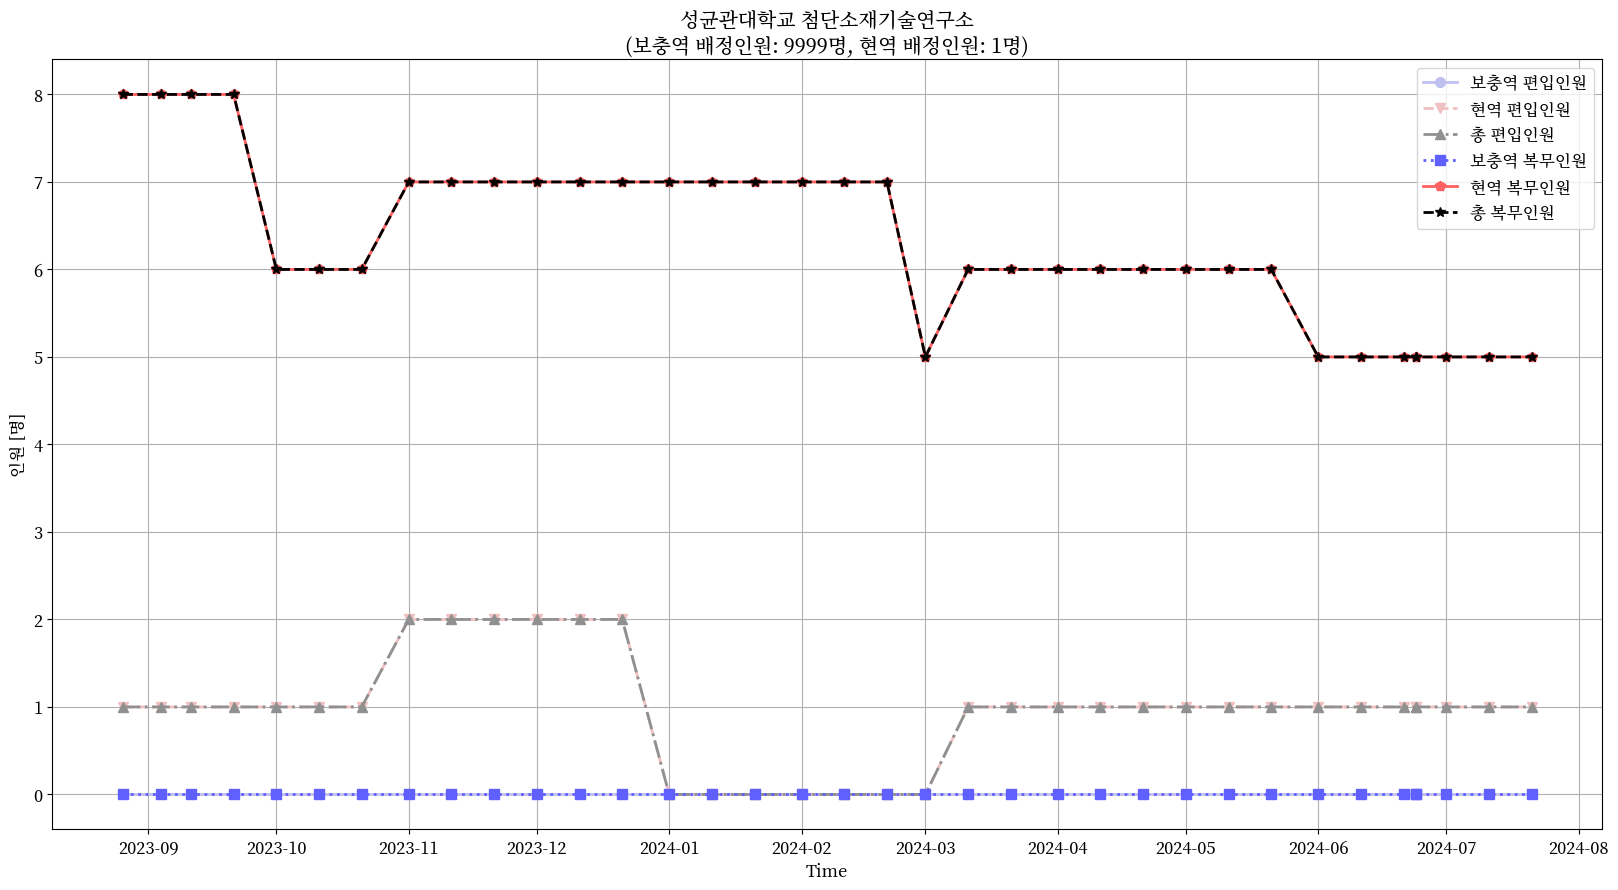 성균관대학교 첨단소재기술연구소
(보충역 배정인원: 9999명, 현역 배정인원: 1명)
보충역 편입인원
현역 편입인원
총 편입인원
보충역 복무인원
현역 복무인원
총 복무인원
인원 [명]
8
7
6
5
4
3
2
1
0
2023-09
2023-10
2023-11
2023-12
2024-01
2024-02
2024-03
2024-04
2024-05
2024-06
2024-07
2024-08
Time